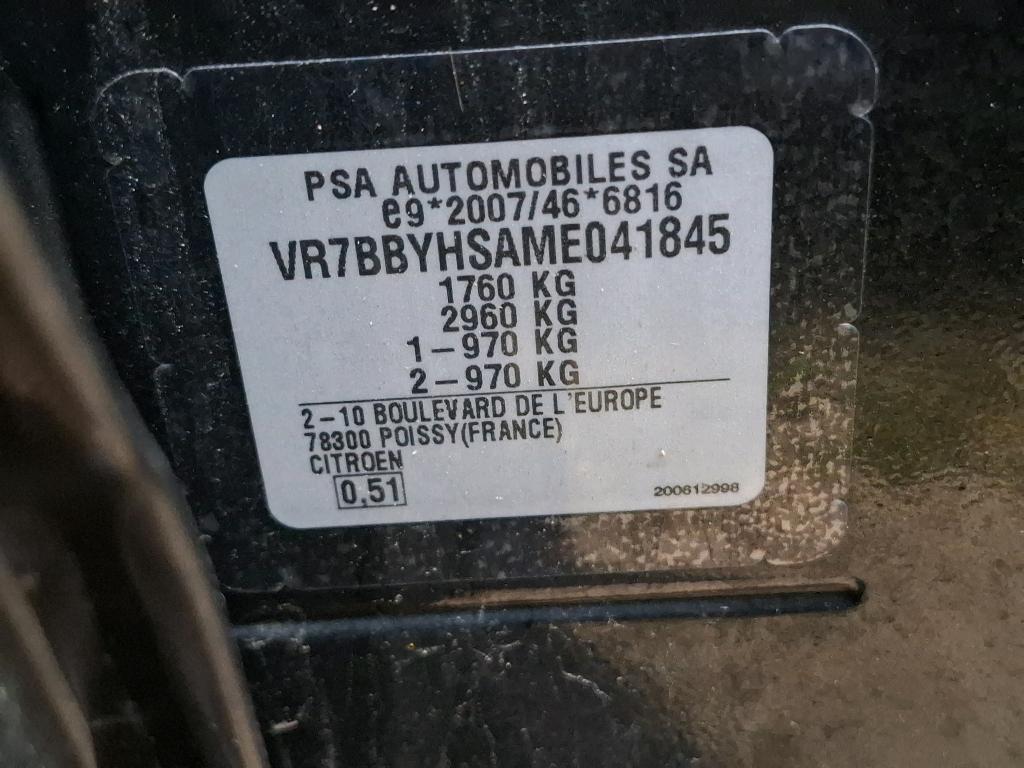 PSA AUTOMOBILES SA
e9*2007/46*6816
VR7BBYHSAME041845
1760 KG
2960 KG
1-970 KG
2-970 KG
2-10 BOULEVARD DE L'EUROPE
78300 POISSY(FRANCE)
CITROEN
0,51
200612998